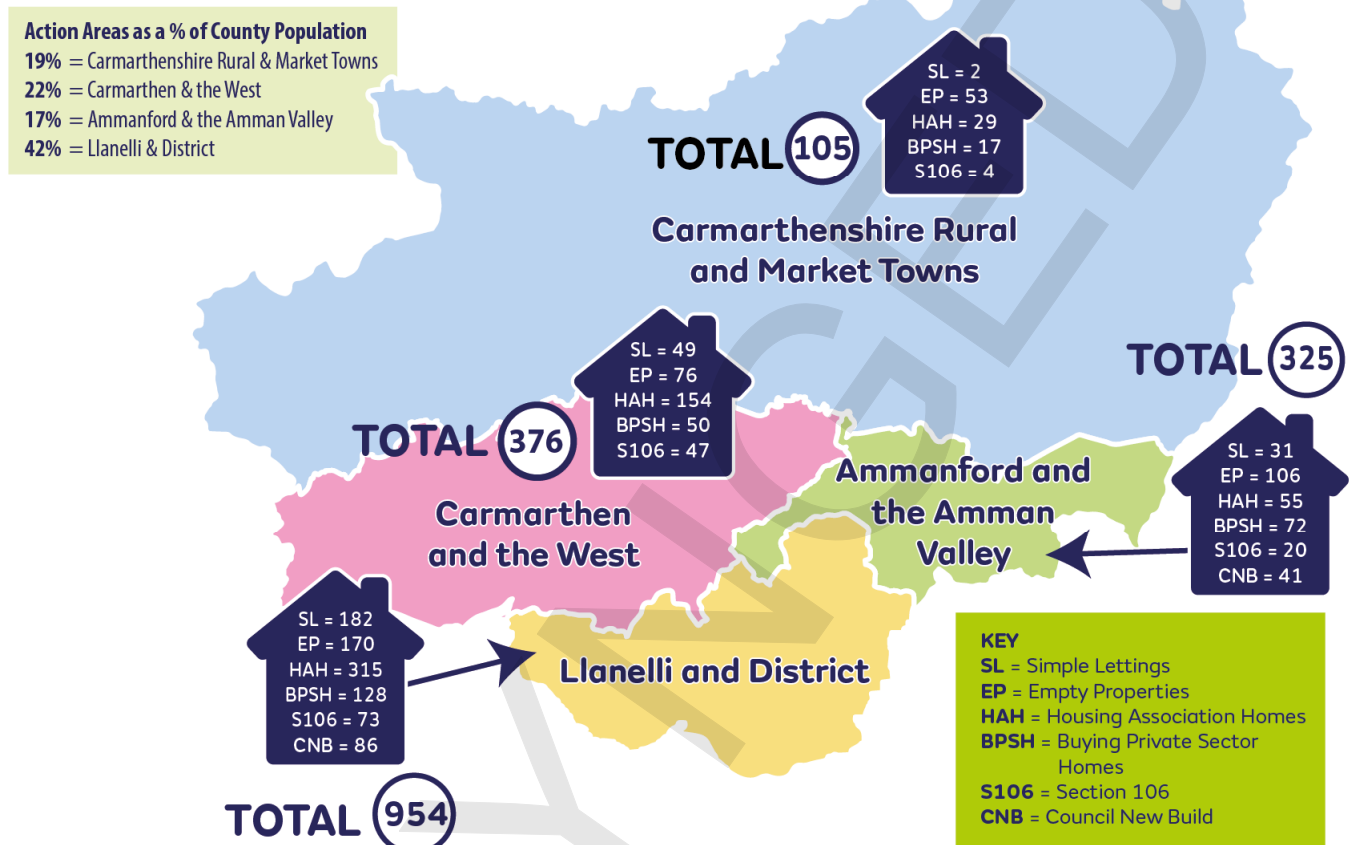 Action Areas as a % of County Population
19% = Carmarthenshire Rural & Market Towns
22% = Carmarthen & the West
17% = Ammanford & the Amman Valley
42% = Llanelli & District
SL = 2
EP = 53
HAH = 29
BPSH = 17
S106 = 4
TOTAL 105
Carmarthenshire Rural
and Market Towns
SL = 49
EP = 76
HAH = 154
BPSH = 50
S106 = 47
TOTAL 376
Carmarthen
and the West
TOTAL 325
SL = 31
EP = 106
HAH = 55
BPSH = 72
S106 = 20
CNB = 41
Ammanford and
the Amman
Valley
SL = 182
EP = 170
HAH = 315
BPSH = 128
S106 = 73
CNB = 86
Llanelli and District
TOTAL 954
KEY
SL = Simple Lettings
EP = Empty Properties
HAH = Housing Association Homes
BPSH = Buying Private Sector
Homes
S106 = Section 106
CNB = Council New Build